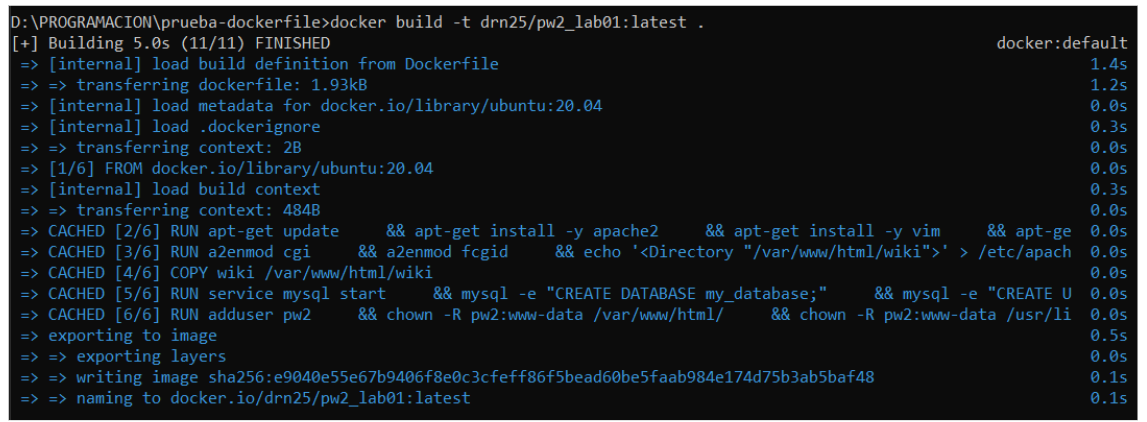 D:\PROGRAMACION\prueba-dockerfile>docker build -t drn25/pw2_lab01:latest .
[+] Building 5.0s (11/11) FINISHED docker:default
=> [internal] load build definition from Dockerfile 1.4s
=> => transferring dockerfile: 1.93kB 1.2s
=> [internal] load metadata for docker.io/library/ubuntu:20.04 0.0s
=> [internal] load .dockerignore 0.3s
=> => transferring context: 2B 0.0s
=> [1/6] FROM docker.io/library/ubuntu:20.04 0.0s
=> [internal] load build context 0.3s
=> => transferring context: 484B 0.0s
=> CACHED [2/6] RUN apt-get update && apt-get install -y apache2 && apt-get install -y vim && apt-ge 0.0s
=> CACHED [3/6] RUN a2enmod cgi && a2enmod fcgid && echo '<Directory "/var/www/html/wiki">' > /etc/apach 0.0s
=> CACHED [4/6] COPY wiki /var/www/html/wiki 0.0s
=> CACHED [5/6] RUN service mysql start && mysql -e "CREATE DATABASE my_database;" && mysql -e "CREATE U 0.0s
=> CACHED [6/6] RUN adduser pw2 && chown -R pw2:www-data /var/www/html/ && chown -R pw2:www-data /usr/li 0.0s
=> exporting to image 0.5s
=> => exporting layers 0.0s
=> => writing image sha256:e9040e55e67b9406f8e0c3cfeff86f5bead60be5faab984e174d75b3ab5baf48 0.1s
=> => naming to docker.io/drn25/pw2_lab01:latest 0.1s